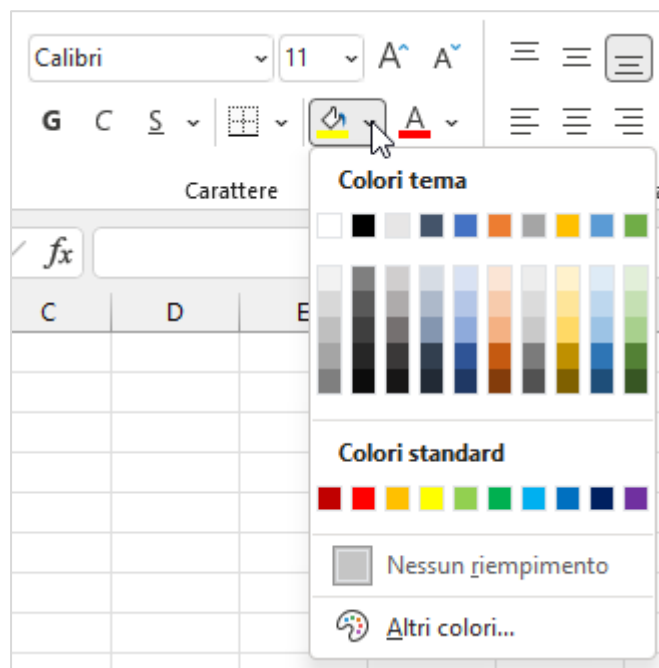 Calibri 11 A A
G C S A
Carattere
Colori tema
fx
C D E
Colori standard
Nessun riempimento
Altri colori...